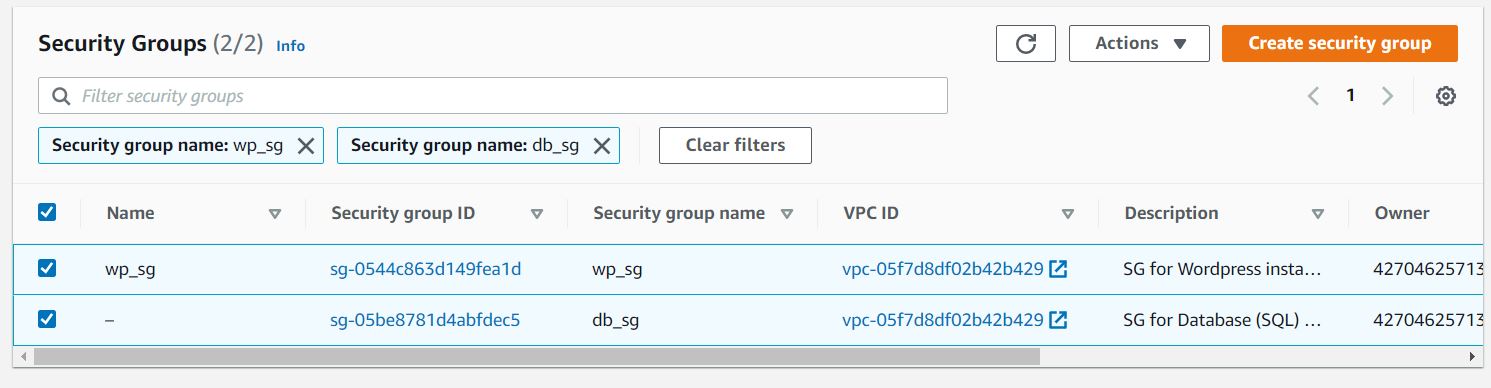 Security Groups (2/2) Info
Actions
Create security group
Filter security groups
1
Security group name: wp_sg
Security group name: db_sg
Clear filters
Name Security group ID Security group name VPC ID Description Owner
wp_sg sg-0544c863d149fea1d wp_sg vpc-05f7d8df02b42b429 SG for Wordpress insta... 42704625713
– sg-05be8781d4abfdec5 db_sg vpc-05f7d8df02b42b429 SG for Database (SQL) ... 42704625713